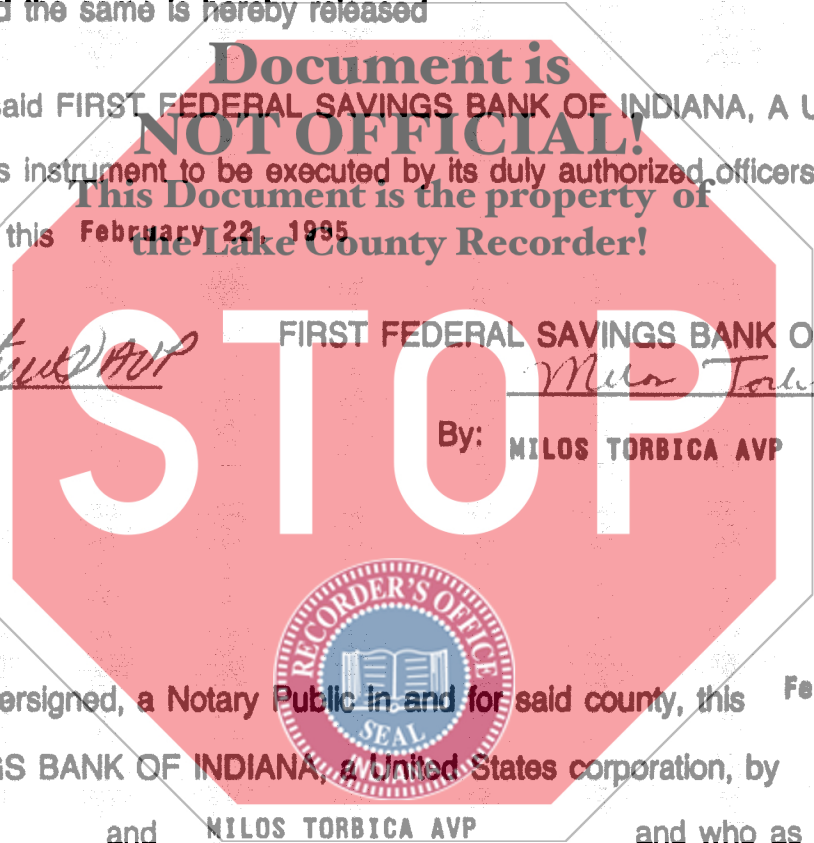 d the same is hereby released
Document is
said FIRST FEDERAL SAVINGS BANK OF INDIANA, A U
NOT OFFICIAL!
s instrument to be executed by its duly authorized officers
This Document is the property of
this February 22, 1995
the Lake County Recorder!
STOP
AVP
FIRST FEDERAL SAVINGS BANK O
Milos
By: MILOS TORBICA AVP
RECORDER'S OFFICE
ersigned, a Notary Public in and for said county, this Fe
SEAL
GS BANK OF INDIANA, a United States corporation, by
and MILOS TORBICA AVP and who as